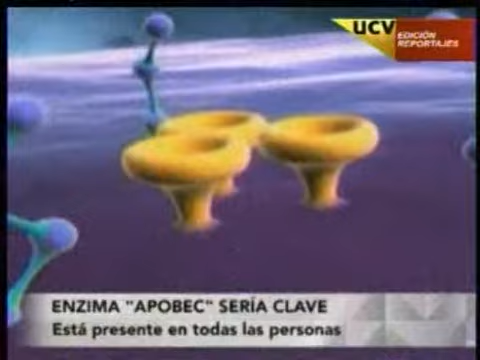 UCV
EDICIÓN
REPORTAJES
ENZIMA "APOBEC" SERÍA CLAVE
Está presente en todas las personas